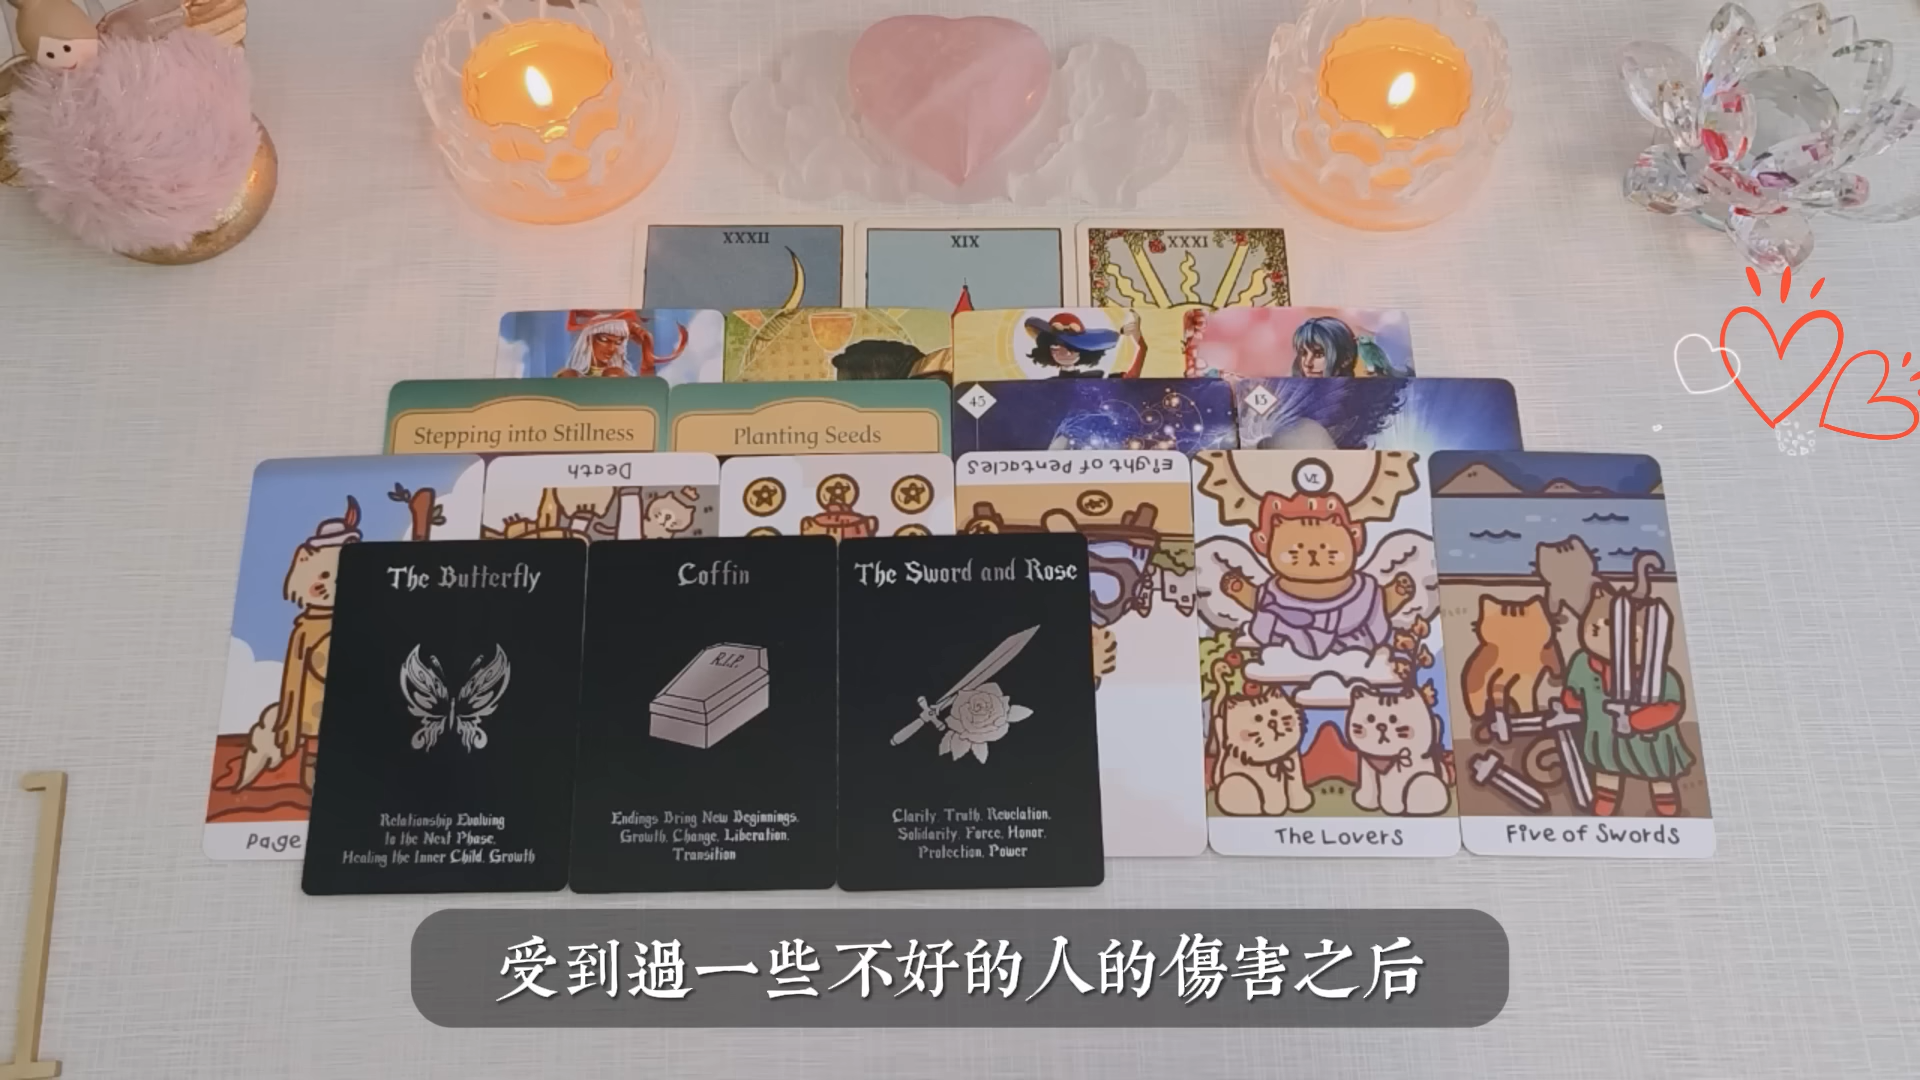 XXXII
XIX
XXXI
Stepping into Stillness
Planting Seeds
45
13
Death
Eight of Pentacles
VI
The Butterfly
Coffin
The Sword and Rose
R.I.P.
Relationship Evolving
To the Next Phase.
Healing the Inner Child. Growth
Endings Bring New Beginnings.
Growth. Change. Liberation.
Transition
Clarity. Truth. Revelation.
Solidarity. Force. Honor.
Protection. Power
Page
The Lovers
Five of Swords
受到過一些不好的人的傷害之后